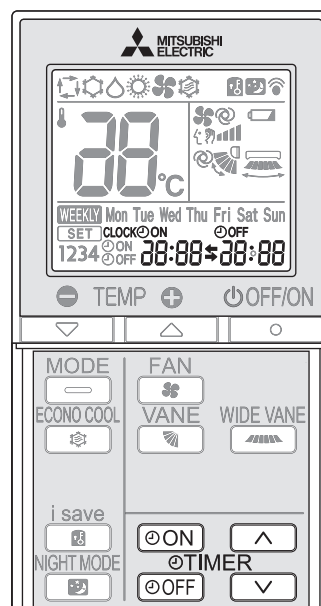 MITSUBISHI
ELECTRIC
88°C
WEEKLY Mon Tue Wed Thu Fri Sat Sun
SET CLOCK ON OFF
1234 ON OFF 88:88 88:88
TEMP OFF/ON
MODE FAN
ECONO COOL VANE WIDE VANE
i save
ON
NIGHT MODE TIMER
OFF